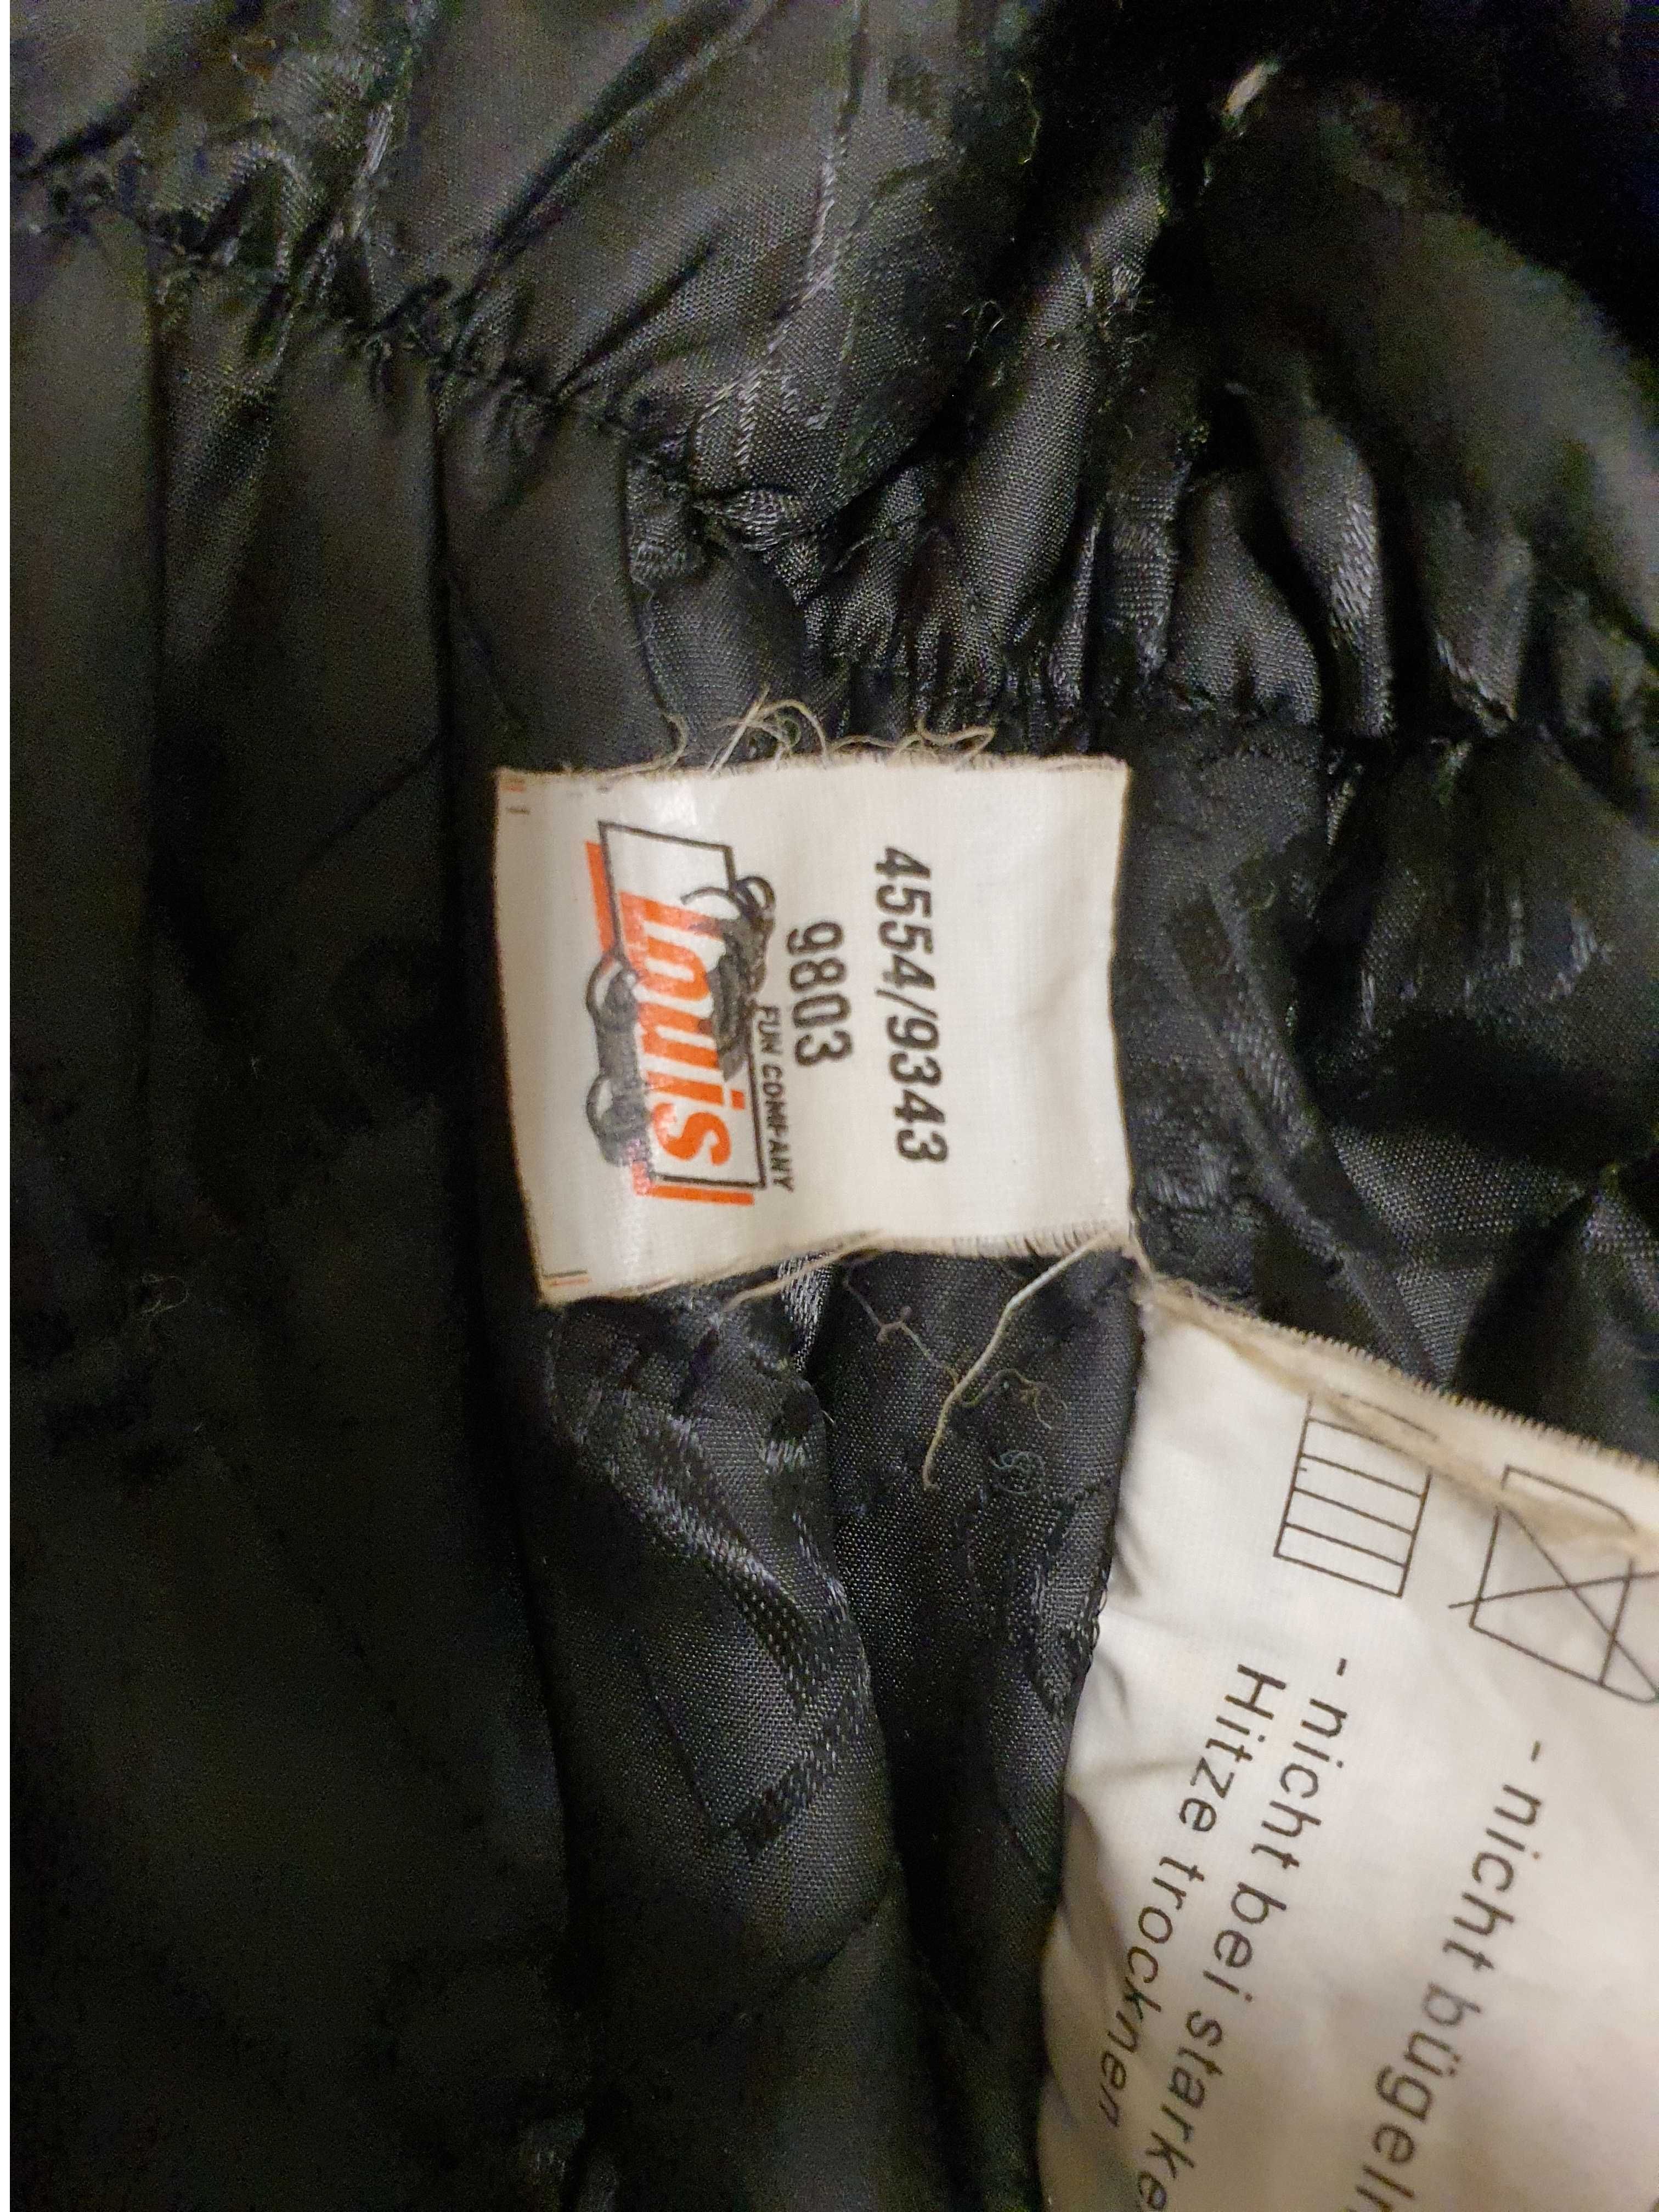 louis
FUN COMPANY
9803
4554/9343
- nicht bügeln
- nicht bei starker
Hitze trocknen